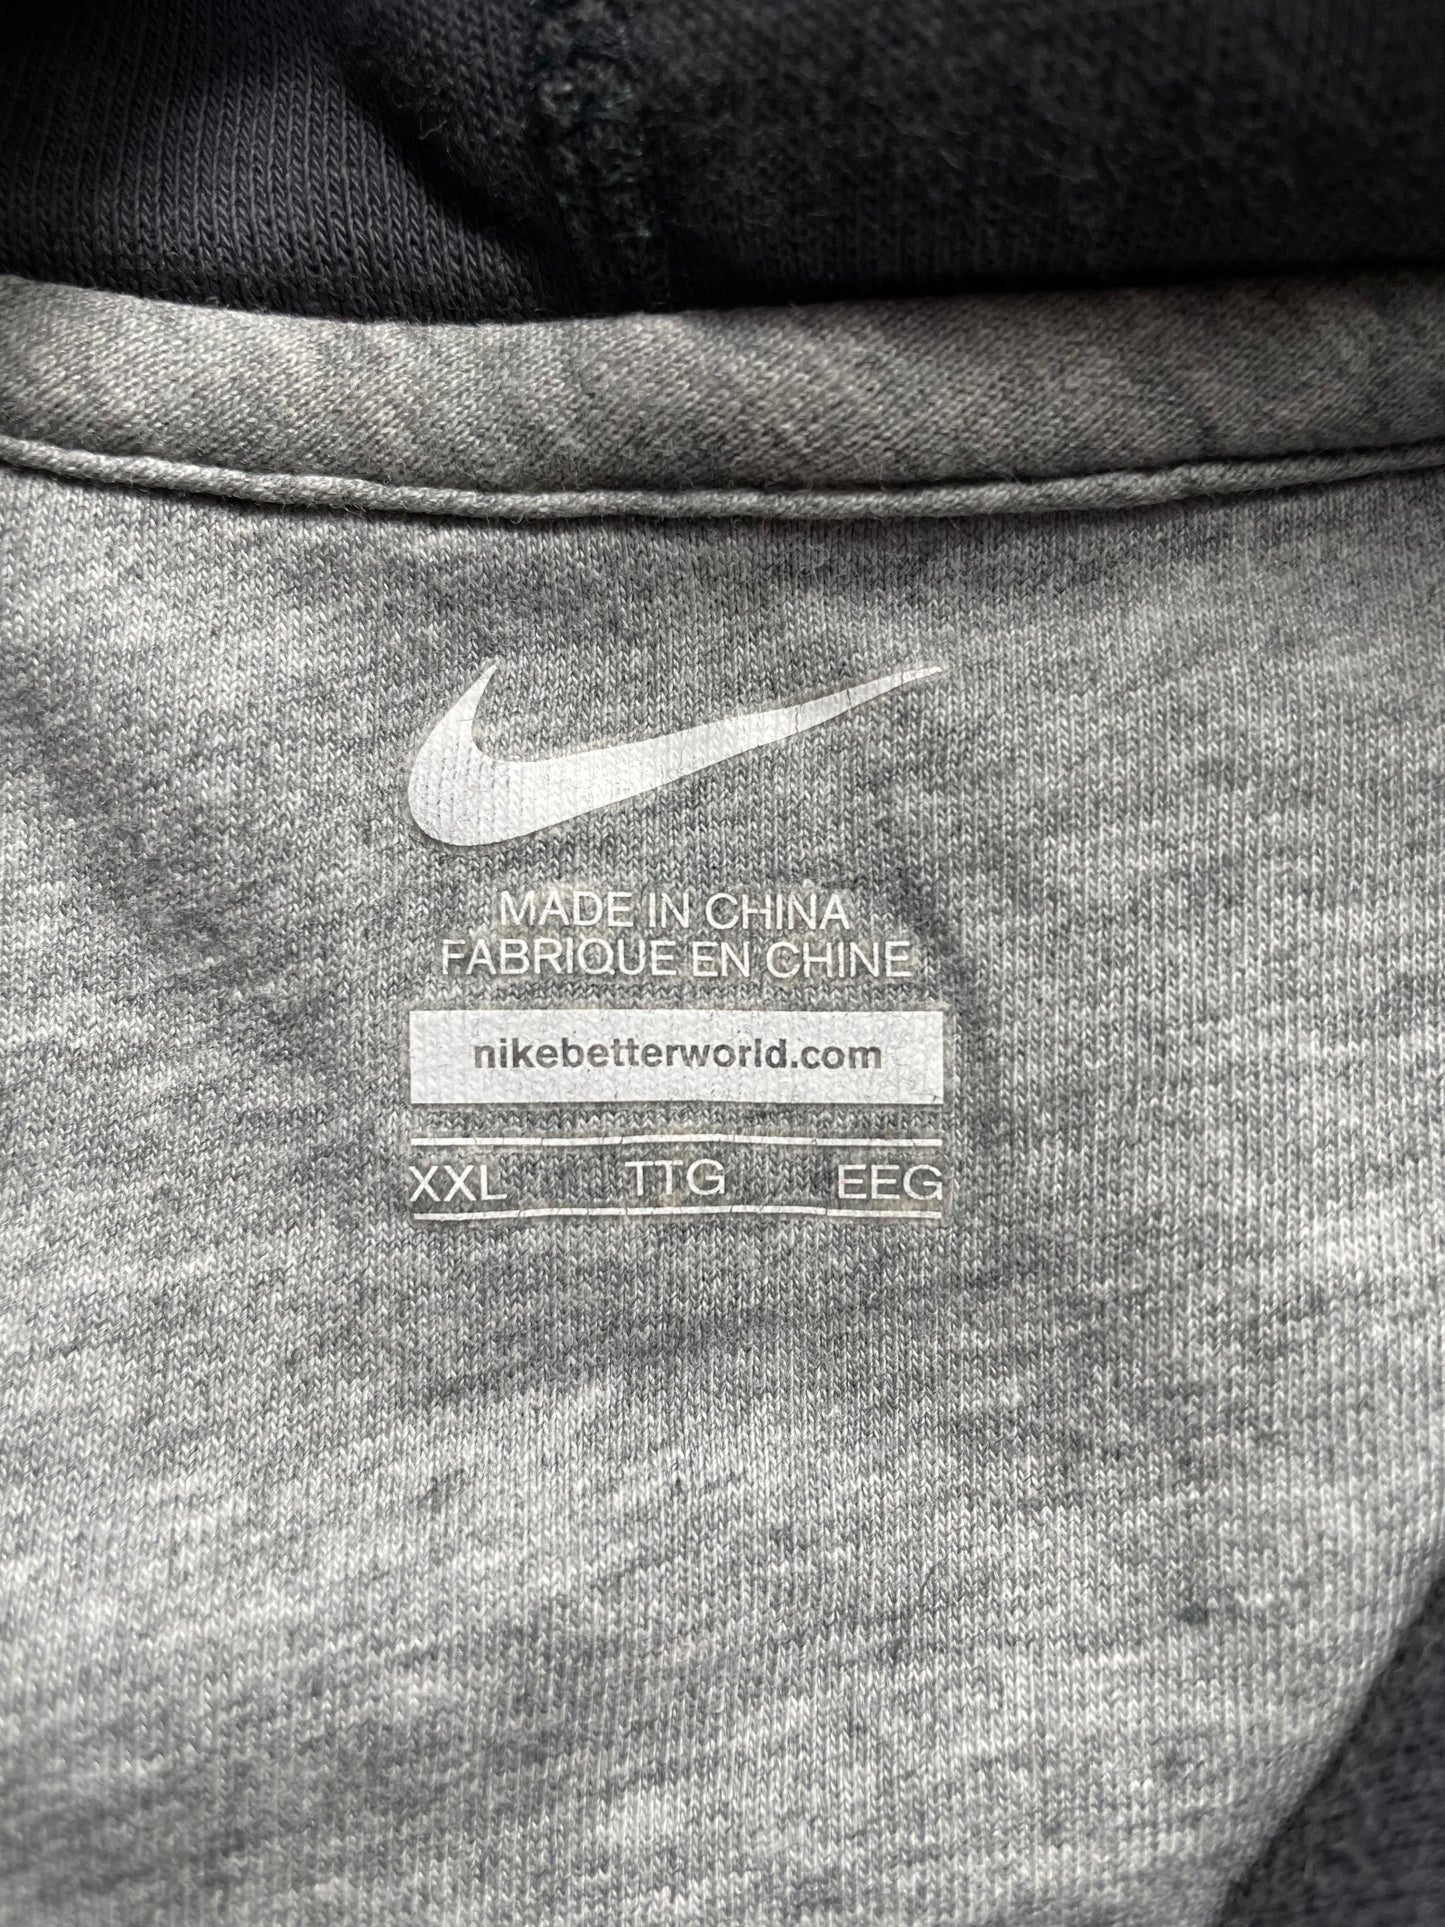 MADE IN CHINA
FABRIQUE EN CHINE
nikebetterworld.com
XXL TTG EEG